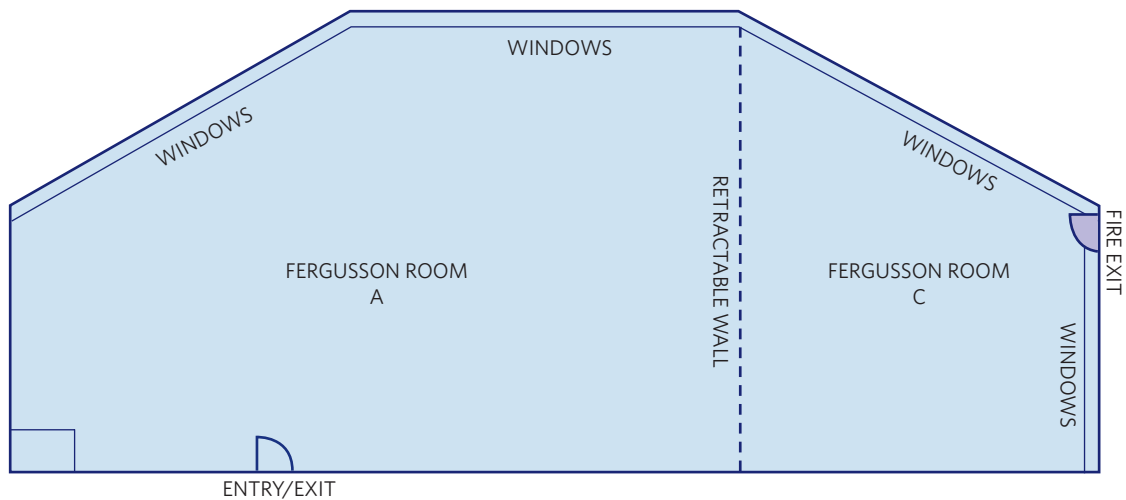 WINDOWS
WINDOWS
WINDOWS
RETRACTABLE WALL
FIRE EXIT
FERGUSSON ROOM
A
FERGUSSON ROOM
C
WINDOWS
ENTRY/EXIT